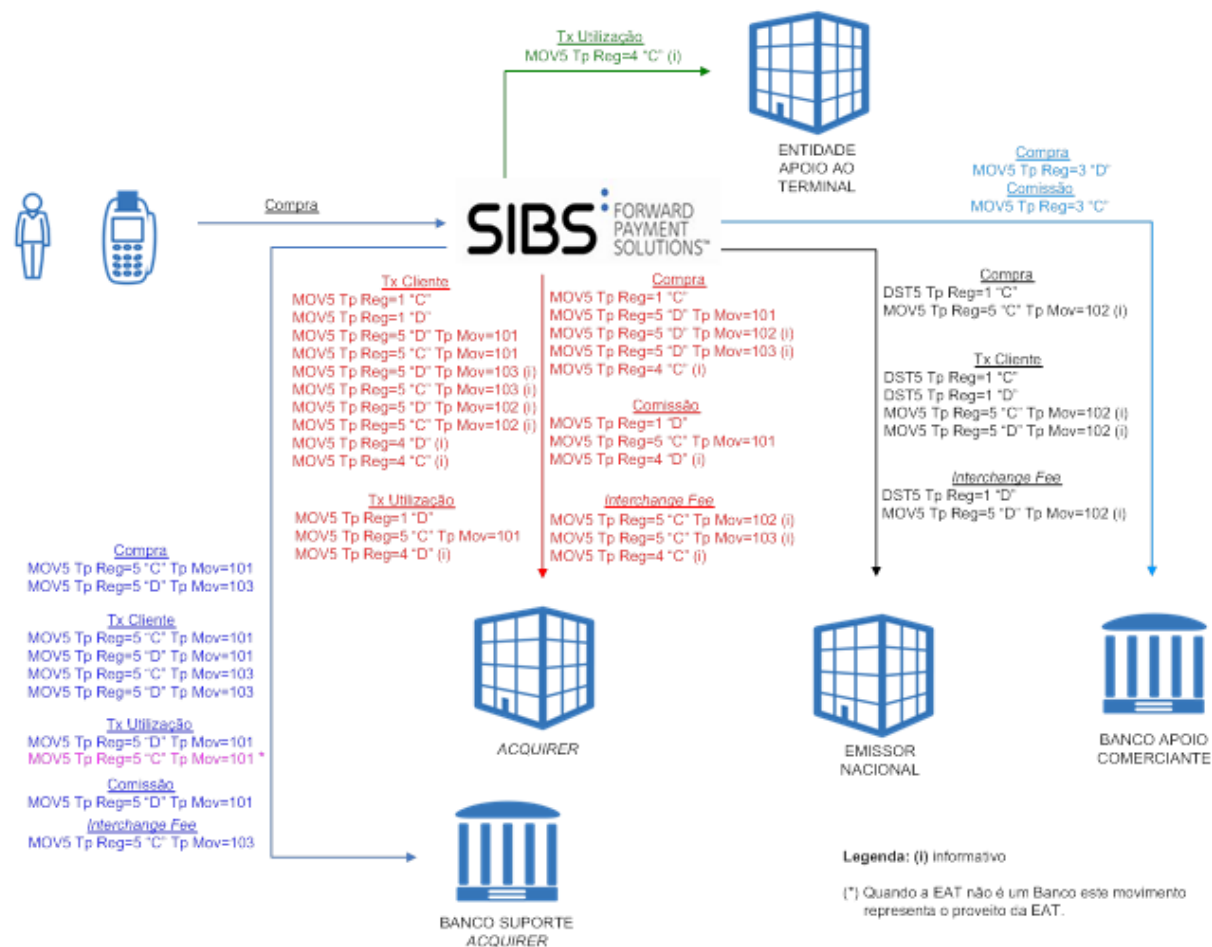 Tx Utilização
MOV5 Tp Reg=4 “C” (i)
ENTIDADE
APOIO AO
TERMINAL
Compra
MOV5 Tp Reg=3 “D”
Comissão
MOV5 Tp Reg=3 “C”
Compra
SIBS FORWARD
PAYMENT
SOLUTIONS™
Tx Cliente
MOV5 Tp Reg=1 “C”
MOV5 Tp Reg=1 “D”
MOV5 Tp Reg=5 “D” Tp Mov=101
MOV5 Tp Reg=5 “C” Tp Mov=101
MOV5 Tp Reg=5 “D” Tp Mov=103 (i)
MOV5 Tp Reg=5 “C” Tp Mov=103 (i)
MOV5 Tp Reg=5 “D” Tp Mov=102 (i)
MOV5 Tp Reg=5 “C” Tp Mov=102 (i)
MOV5 Tp Reg=4 “D” (i)
MOV5 Tp Reg=4 “C” (i)
Tx Utilização
MOV5 Tp Reg=1 “D”
MOV5 Tp Reg=5 “C” Tp Mov=101
MOV5 Tp Reg=4 “D” (i)
Compra
MOV5 Tp Reg=1 “C”
MOV5 Tp Reg=5 “D” Tp Mov=101
MOV5 Tp Reg=5 “D” Tp Mov=102 (i)
MOV5 Tp Reg=5 “D” Tp Mov=103 (i)
MOV5 Tp Reg=4 “C” (i)
Comissão
MOV5 Tp Reg=1 “D”
MOV5 Tp Reg=5 “C” Tp Mov=101
MOV5 Tp Reg=4 “D” (i)
Interchange Fee
MOV5 Tp Reg=5 “C” Tp Mov=102 (i)
MOV5 Tp Reg=5 “C” Tp Mov=103 (i)
MOV5 Tp Reg=4 “C” (i)
Compra
DST5 Tp Reg=1 “C”
MOV5 Tp Reg=5 “C” Tp Mov=102 (i)
Tx Cliente
DST5 Tp Reg=1 “C”
DST5 Tp Reg=1 “D”
MOV5 Tp Reg=5 “C” Tp Mov=102 (i)
MOV5 Tp Reg=5 “D” Tp Mov=102 (i)
Interchange Fee
DST5 Tp Reg=1 “D”
MOV5 Tp Reg=5 “D” Tp Mov=102 (i)
Compra
MOV5 Tp Reg=5 “C” Tp Mov=101
MOV5 Tp Reg=5 “D” Tp Mov=103
Tx Cliente
MOV5 Tp Reg=5 “C” Tp Mov=101
MOV5 Tp Reg=5 “D” Tp Mov=101
MOV5 Tp Reg=5 “C” Tp Mov=103
MOV5 Tp Reg=5 “D” Tp Mov=103
Tx Utilização
MOV5 Tp Reg=5 “D” Tp Mov=101
MOV5 Tp Reg=5 “C” Tp Mov=101 *
Comissão
MOV5 Tp Reg=5 “D” Tp Mov=101
Interchange Fee
MOV5 Tp Reg=5 “C” Tp Mov=103
ACQUIRER
EMISSOR
NACIONAL
BANCO APOIO
COMERCIANTE
BANCO SUPORTE
ACQUIRER
Legenda: (i) informativo
(*) Quando a EAT não é um Banco este movimento
representa o proveito da EAT.